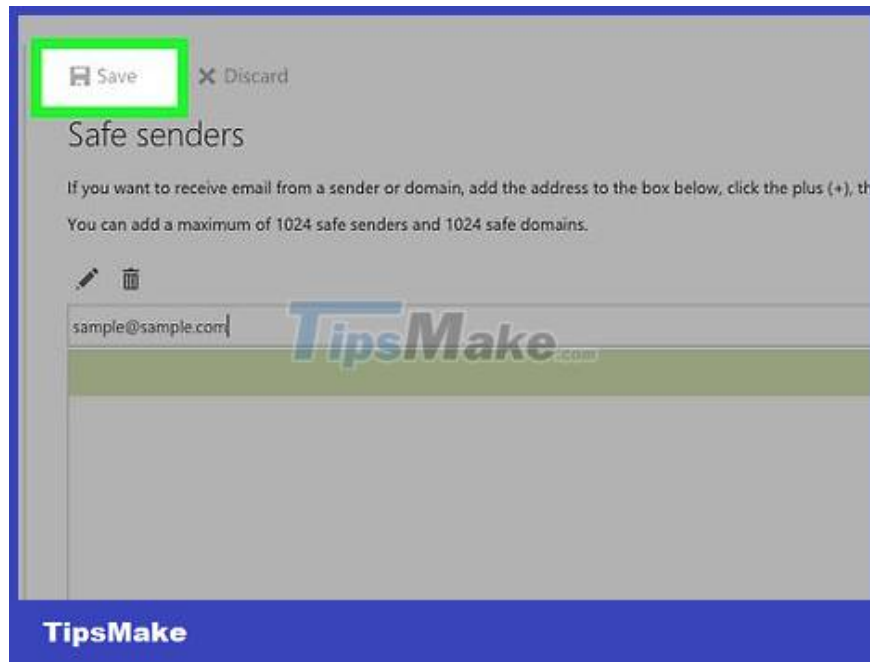 Save Discard
Safe senders
If you want to receive email from a sender or domain, add the address to the box below, click the plus (+), th
You can add a maximum of 1024 safe senders and 1024 safe domains.
sample@sample.com
TipsMake.com
TipsMake